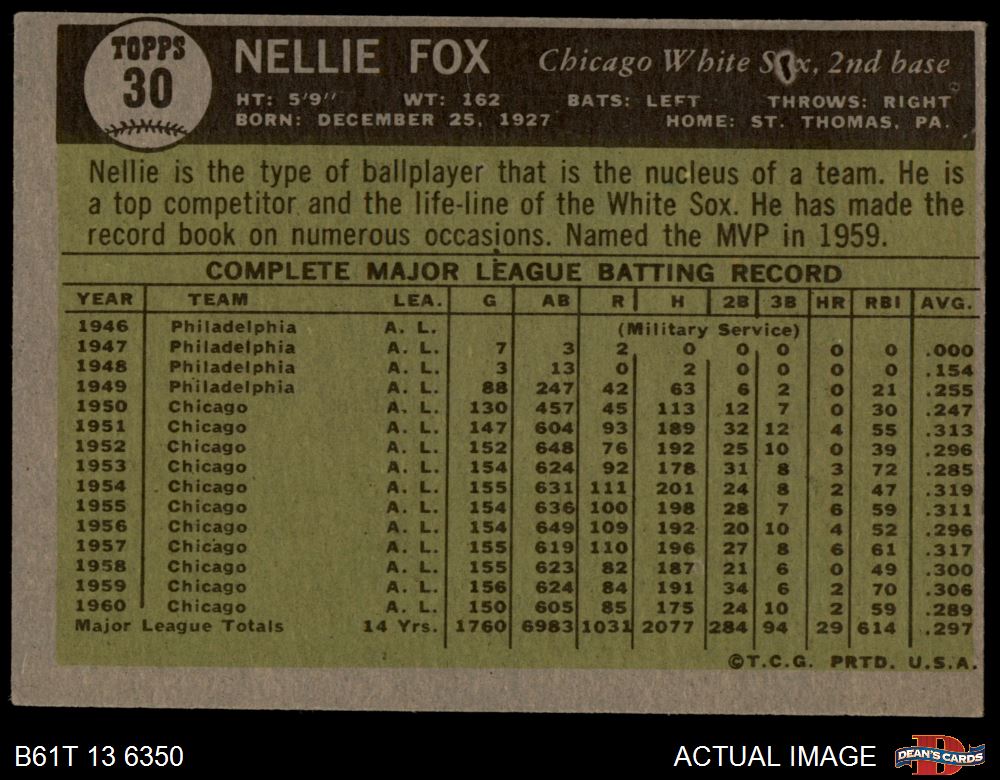 TOPPS
30
NELLIE FOX Chicago White Sox, 2nd base
HT: 5'9" WT: 162 BATS: LEFT THROWS: RIGHT
BORN: DECEMBER 25, 1927 HOME: ST. THOMAS, PA.
Nellie is the type of ballplayer that is the nucleus of a team. He is
a top competitor and the life-line of the White Sox. He has made the
record book on numerous occasions. Named the MVP in 1959.
COMPLETE MAJOR LEAGUE BATTING RECORD
YEAR TEAM LEA. G AB R H 2B 3B HR RBI AVG.
1946 Philadelphia A. L. (Military Service)
1947 Philadelphia A. L. 7 3 2 0 0 0 0 0 .000
1948 Philadelphia A. L. 3 13 0 2 0 0 0 0 .154
1949 Philadelphia A. L. 88 247 42 63 6 2 0 21 .255
1950 Chicago A. L. 130 457 45 113 12 7 0 30 .247
1951 Chicago A. L. 147 604 93 189 32 12 4 55 .313
1952 Chicago A. L. 152 648 76 192 25 10 0 39 .296
1953 Chicago A. L. 154 624 92 178 31 8 3 72 .285
1954 Chicago A. L. 155 631 111 201 24 8 2 47 .319
1955 Chicago A. L. 154 636 100 198 28 7 6 59 .311
1956 Chicago A. L. 154 649 109 192 20 10 4 52 .296
1957 Chicago A. L. 155 619 110 196 27 8 6 61 .317
1958 Chicago A. L. 155 623 82 187 21 6 0 49 .300
1959 Chicago A. L. 156 624 84 191 34 6 2 70 .306
1960 Chicago A. L. 150 605 85 175 24 10 2 59 .289
Major League Totals 14 Yrs. 1760 6983 1031 2077 284 94 29 614 .297
©T.C.G. PRTD. U.S.A.
B61T 13 6350 ACTUAL IMAGE DEAN'S CARDS